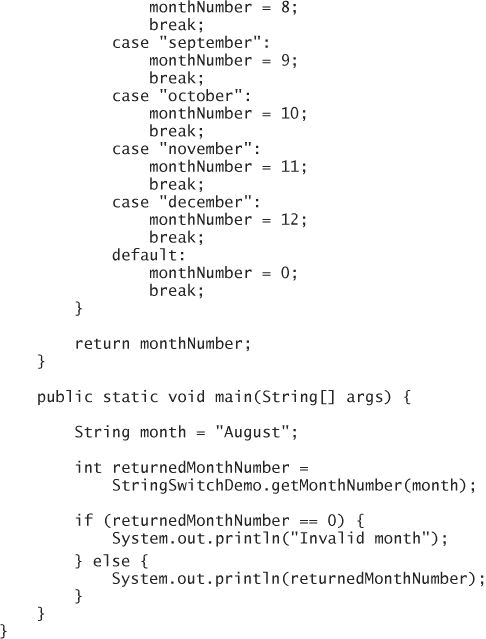 monthNumber = 8;
                break;
            case "september":
                monthNumber = 9;
                break;
            case "october":
                monthNumber = 10;
                break;
            case "november":
                monthNumber = 11;
                break;
            case "december":
                monthNumber = 12;
                break;
            default:
                monthNumber = 0;
                break;
        }

        return monthNumber;
    }

    public static void main(String[] args) {

        String month = "August";

        int returnedMonthNumber =
            StringSwitchDemo.getMonthNumber(month);

        if (returnedMonthNumber == 0) {
            System.out.println("Invalid month");
        } else {
            System.out.println(returnedMonthNumber);
        }
    }
}